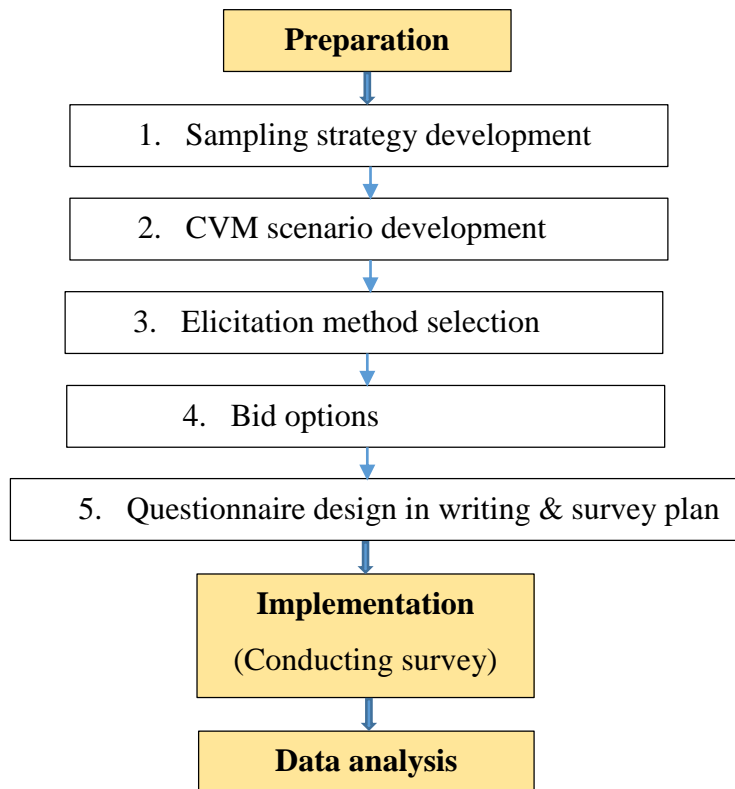 Preparation
1. Sampling strategy development
2. CVM scenario development
3. Elicitation method selection
4. Bid options
5. Questionnaire design in writing & survey plan
Implementation
(Conducting survey)
Data analysis